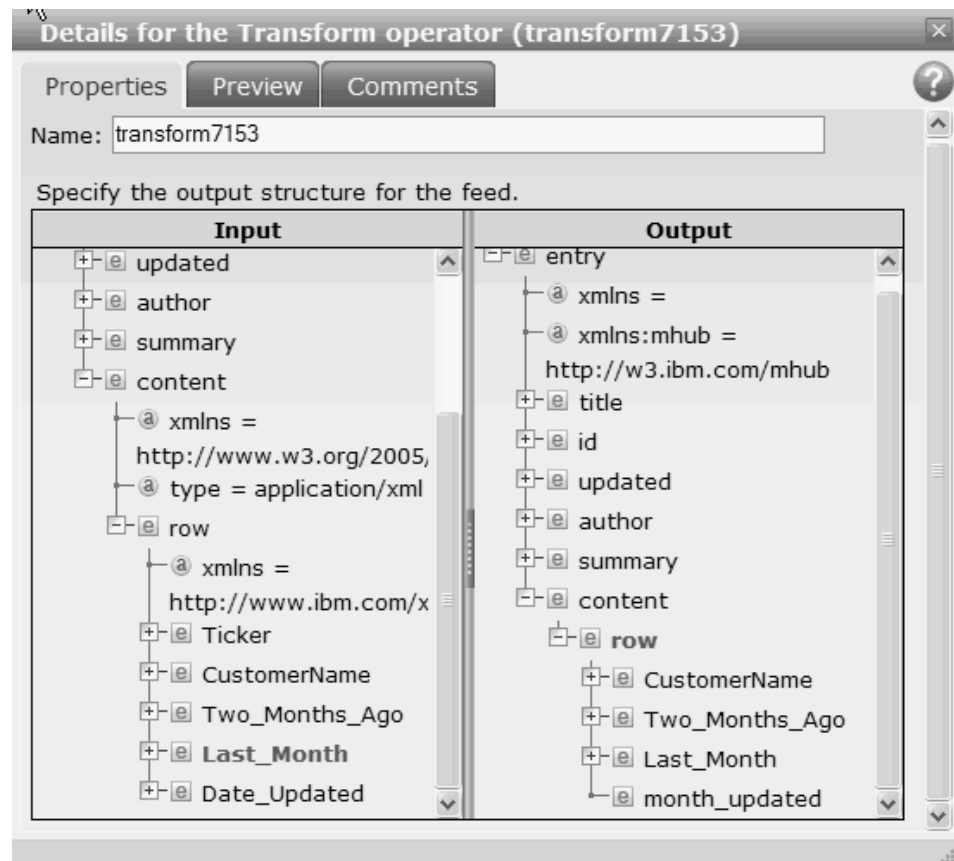 Details for the Transform operator (transform7153)
Properties
Preview
Comments
Name: transform7153
Specify the output structure for the feed.
Input
updated
author
summary
content
xmlns =
http://www.w3.org/2005,
type = application/xml
row
xmlns =
http://www.ibm.com/x
Ticker
CustomerName
Two_Months_Ago
Last_Month
Date_Updated
Output
entry
xmlns =
xmlns:mhub =
http://w3.ibm.com/mhub
title
id
updated
author
summary
content
row
CustomerName
Two_Months_Ago
Last_Month
month_updated